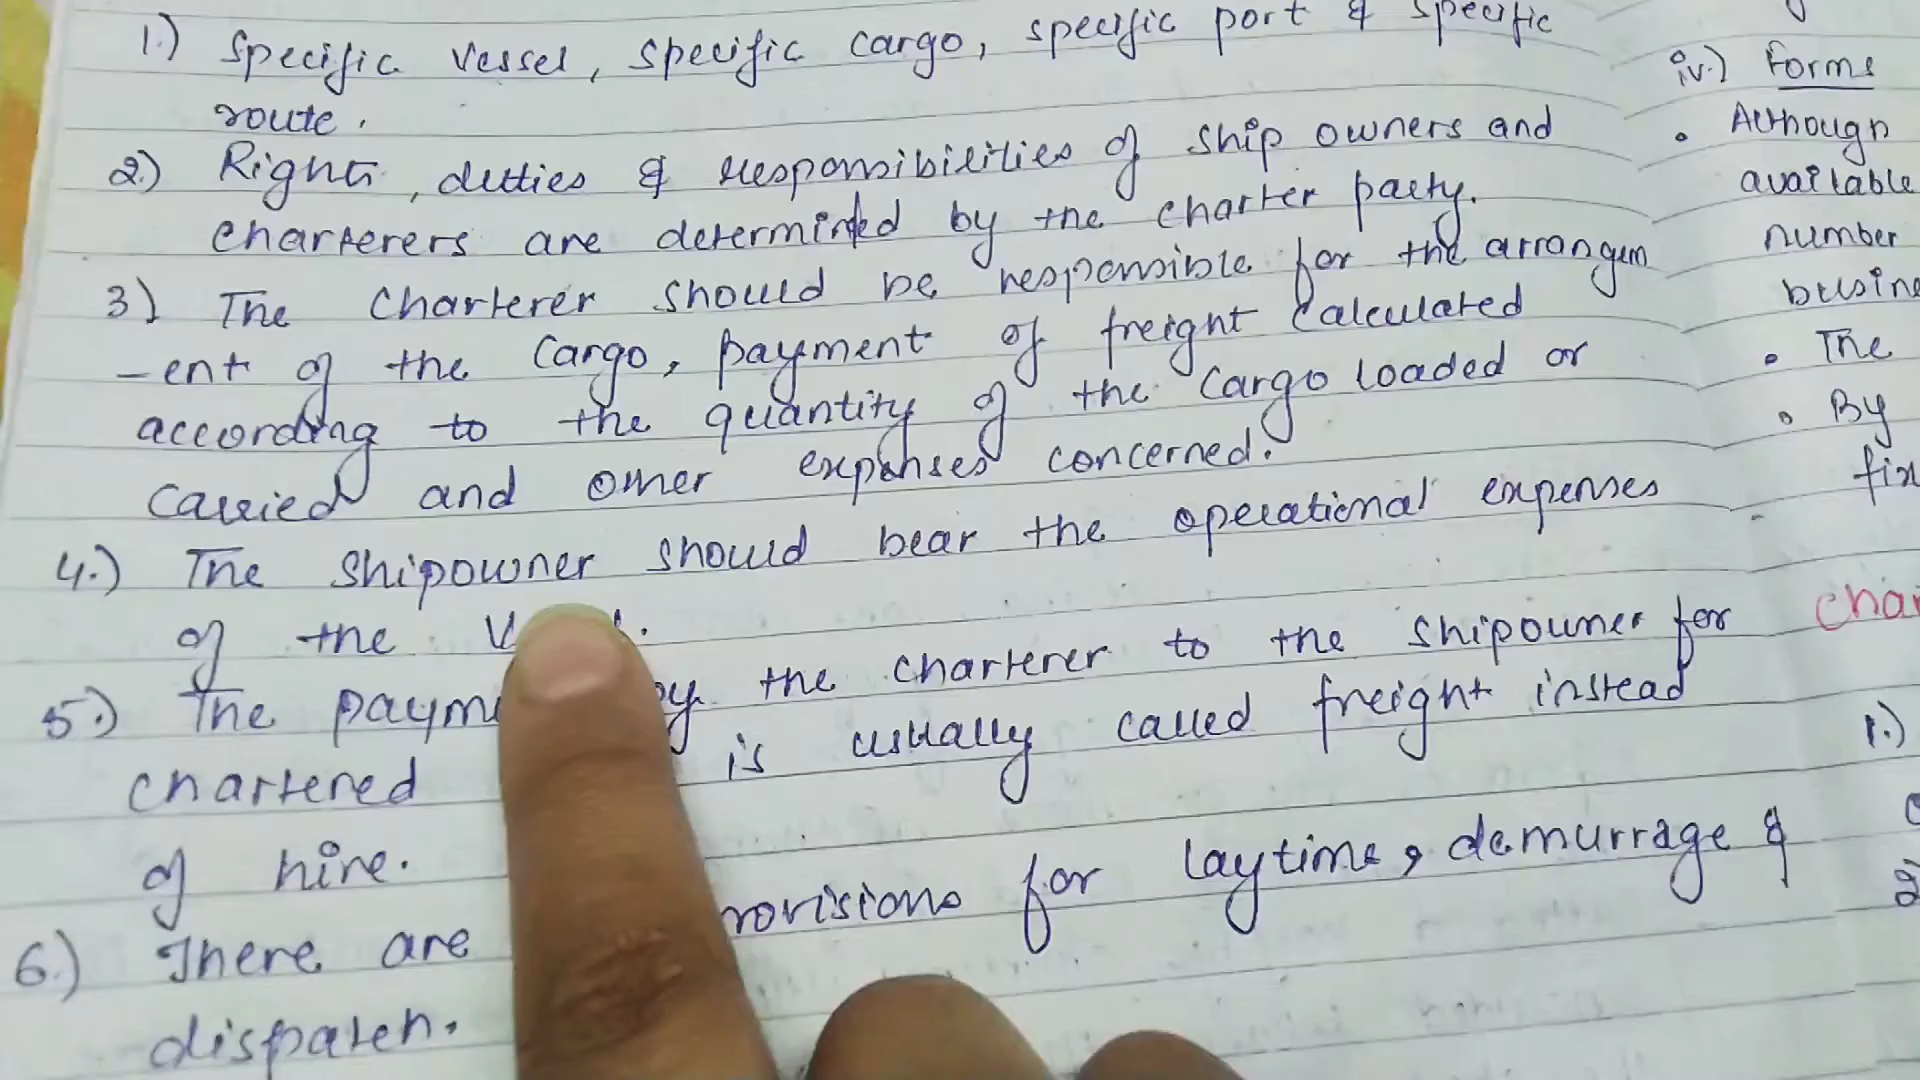 1.) Specific vessel, specific cargo, specific port & specific
route.
2.) Rights, duties & responsibilities of ship owners and
charterers are determined by the charter party.
3) The Charterer should be responsible for the arrangem
-ent of the cargo, payment of freight calculated
according to the quantity of the cargo loaded or
carried and other expenses concerned.
4.) The Shipowner should bear the operational expenses
of the
5.) The the charterer to the shipowner for
chartered is usually called freight instead
of hire.
6.) There are for laytime, demurrage &
dispatch.
iv.) Forms
• Although
available
number
• The
• By
1.)
2)